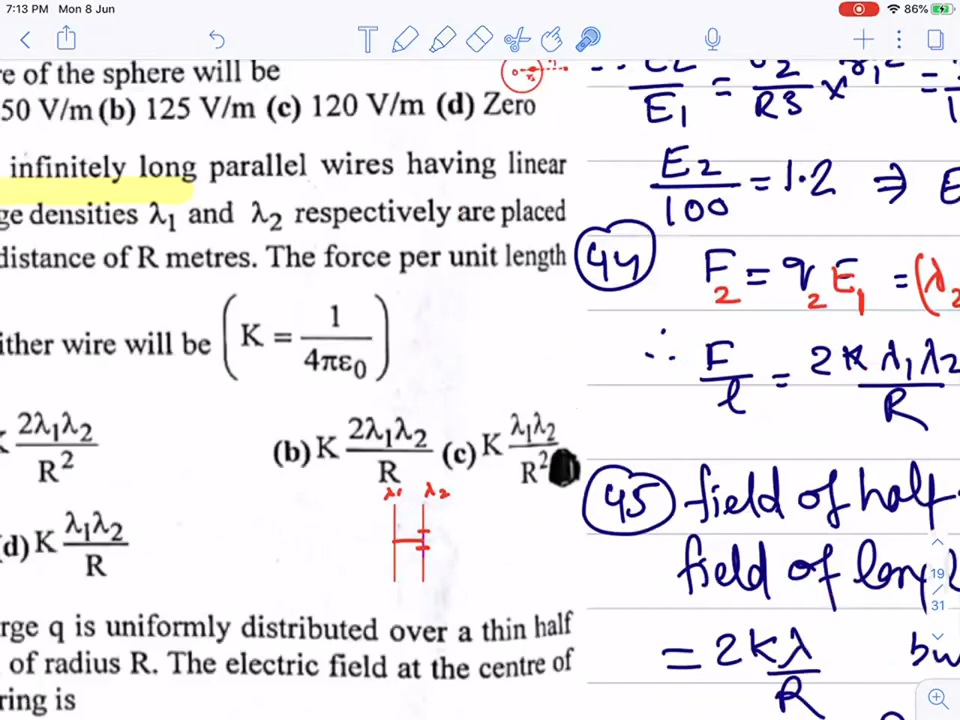 7:13 PM Mon 8 Jun
86%
re of the sphere will be
50 V/m (b) 125 V/m (c) 120 V/m (d) Zero
infinitely long parallel wires having linear
ge densities λ1 and λ2 respectively are placed
distance of R metres. The force per unit length
ither wire will be (K = 1/4πε0)
2λ1λ2/R² (b) K 2λ1λ2/R (c) K λ1λ2/R²
λ1 λ2
d) K λ1λ2/R
rge q is uniformly distributed over a thin half
of radius R. The electric field at the centre of
ring is
E2/E1 = /R3 × r1² =
E2/100 = 1.2 ⇒ E
44 F2 = q2 E1 = (λ2
∴ F/l = 2K λ1λ2/R
45 field of half
field of len
= 2Kλ/R
19
/
31